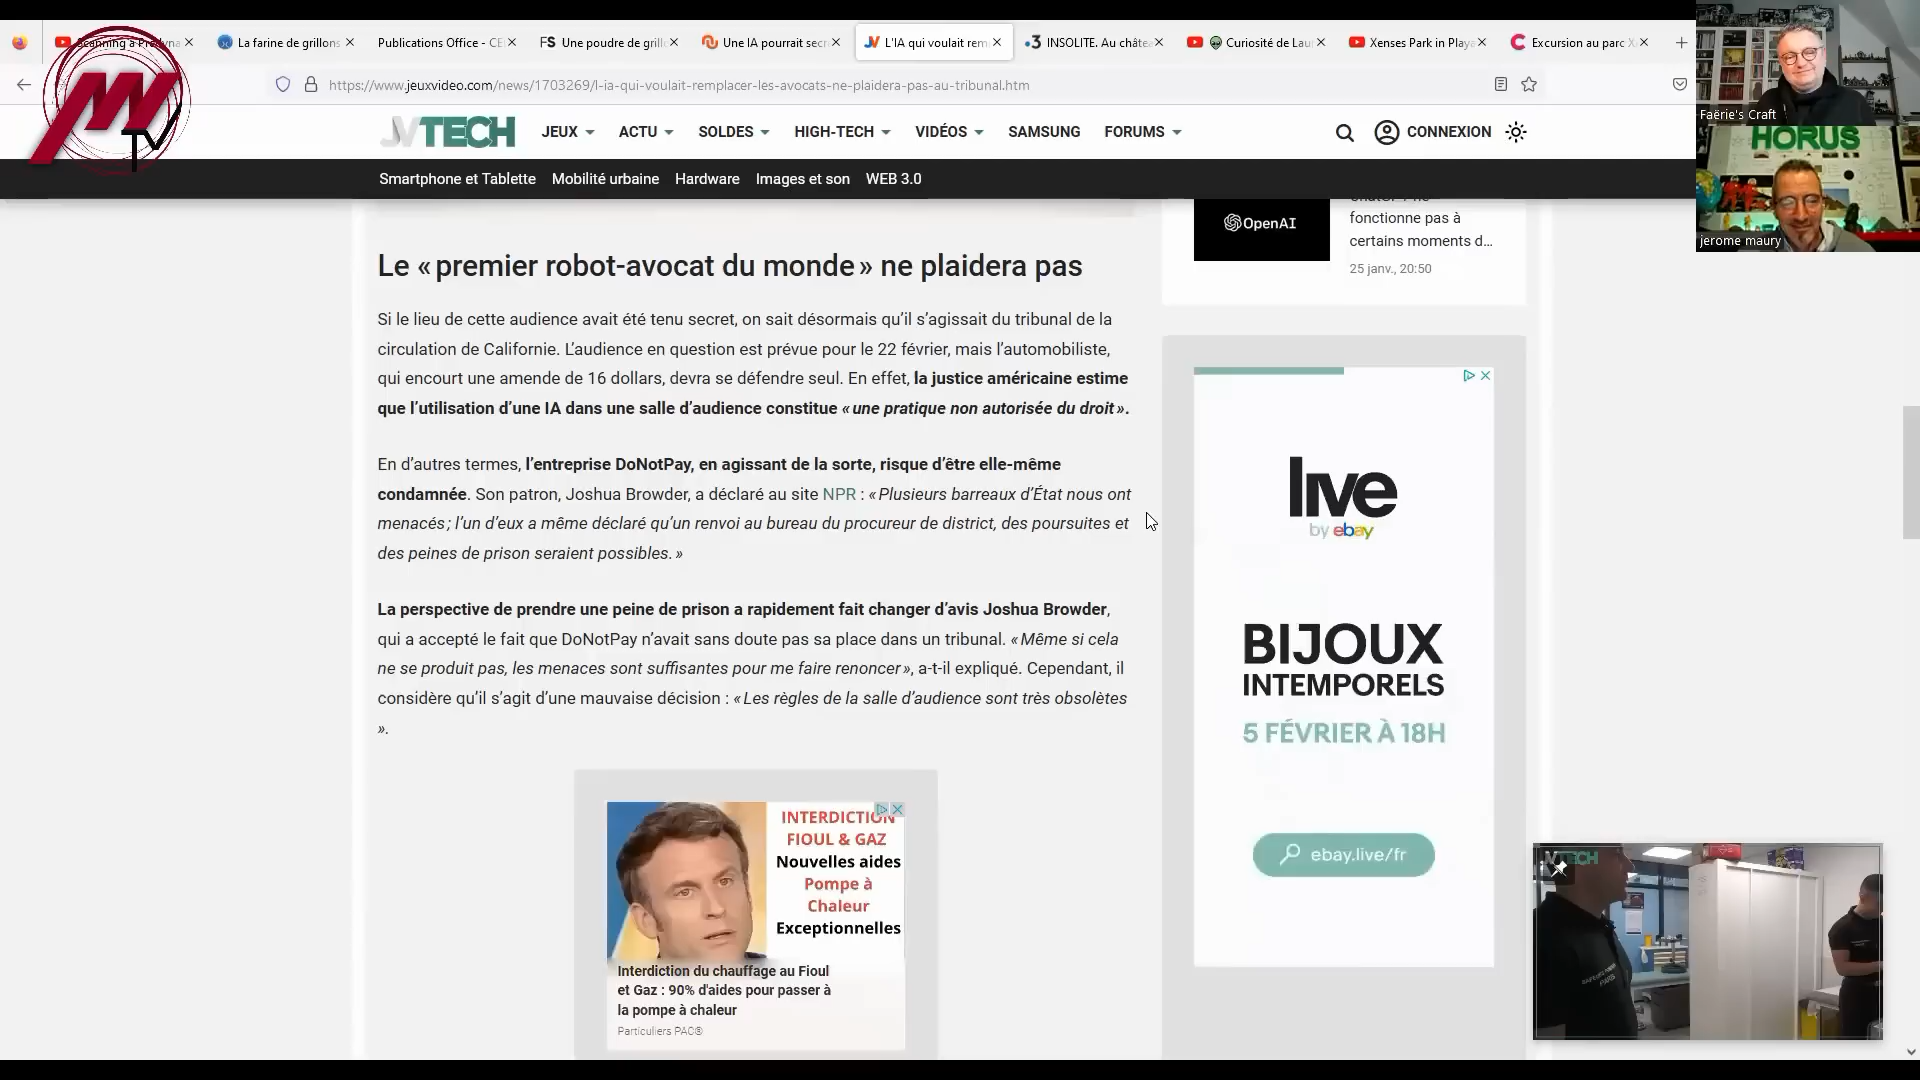 Scanning a Predyna
La farine de grillons
Publications Office - CE
FS Une poudre de grill
Une IA pourrait secr
L'IA qui voulait rem
.3 INSOLITE. Au châte
Curiosité de Lau
Xenses Park in Playa
Excursion au parc X
https://www.jeuxvideo.com/news/1703269/l-ia-qui-voulait-remplacer-les-avocats-ne-plaidera-pas-au-tribunal.htm
TV
JVTECH
JEUX
ACTU
SOLDES
HIGH-TECH
VIDÉOS
SAMSUNG
FORUMS
CONNEXION
Smartphone et Tablette
Mobilité urbaine
Hardware
Images et son
WEB 3.0
Faërie's Craft
HORUS
jerome maury
Le « premier robot-avocat du monde » ne plaidera pas
Si le lieu de cette audience avait été tenu secret, on sait désormais qu’il s’agissait du tribunal de la
circulation de Californie. L’audience en question est prévue pour le 22 février, mais l’automobiliste,
qui encourt une amende de 16 dollars, devra se défendre seul. En effet, la justice américaine estime
que l’utilisation d’une IA dans une salle d’audience constitue « une pratique non autorisée du droit ».
En d’autres termes, l’entreprise DoNotPay, en agissant de la sorte, risque d’être elle-même
condamnée. Son patron, Joshua Browder, a déclaré au site NPR : « Plusieurs barreaux d’État nous ont
menacés ; l’un d’eux a même déclaré qu’un renvoi au bureau du procureur de district, des poursuites et
des peines de prison seraient possibles. »
La perspective de prendre une peine de prison a rapidement fait changer d’avis Joshua Browder,
qui a accepté le fait que DoNotPay n’avait sans doute pas sa place dans un tribunal. « Même si cela
ne se produit pas, les menaces sont suffisantes pour me faire renoncer », a-t-il expliqué. Cependant, il
considère qu’il s’agit d’une mauvaise décision : « Les règles de la salle d’audience sont très obsolètes
».
OpenAI
fonctionne pas à
certains moments d...
25 janv., 20:50
live
by ebay
BIJOUX
INTEMPORELS
5 FÉVRIER À 18H
ebay.live/fr
INTERDICTION
FIOUL & GAZ
Nouvelles aides
Pompe à
Chaleur
Exceptionnelles
Interdiction du chauffage au Fioul
et Gaz : 90% d'aides pour passer à
la pompe à chaleur
Particuliers PAC®
JVTECH